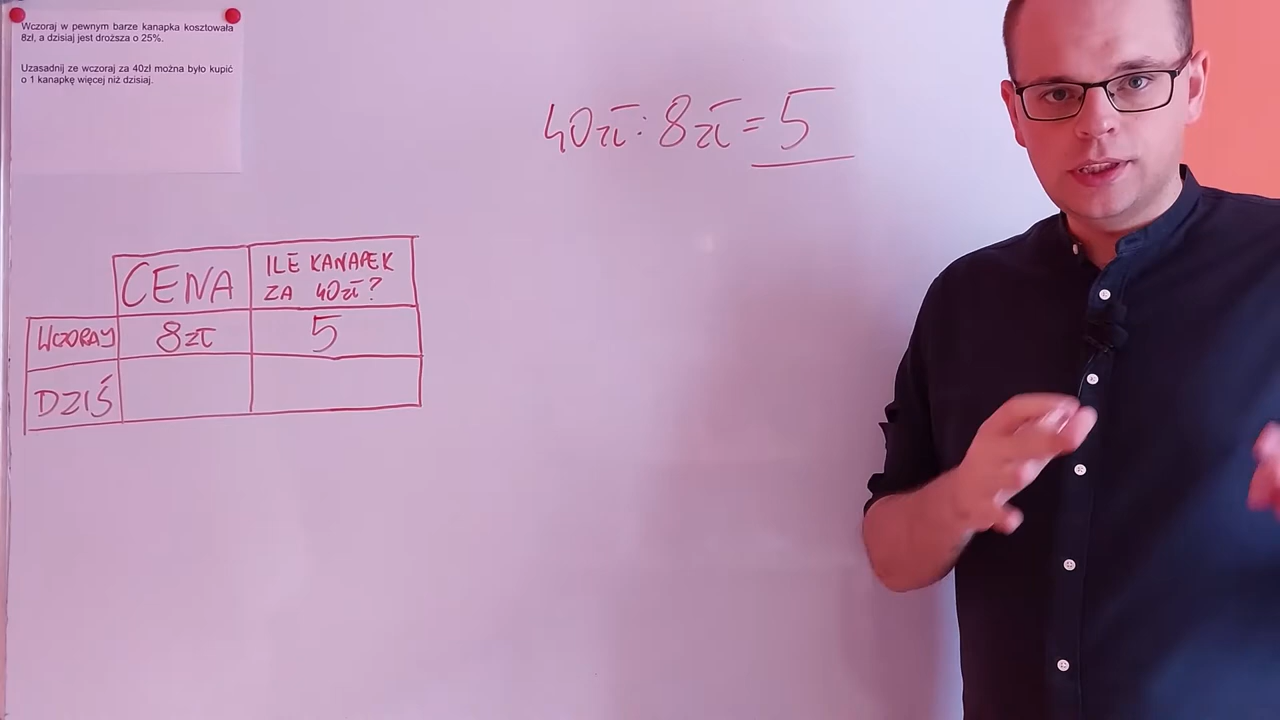 Wczoraj w pewnym barze kanapka kosztowała
8zł, a dzisiaj jest droższa o 25%.
Uzasadnij ze wczoraj za 40zł można było kupić
o 1 kanapkę więcej niż dzisiaj.
40zł : 8zł = 5
CENA
ILE KANAPEK
ZA 40zł?
WCZORAJ 8zł 5
DZIŚ